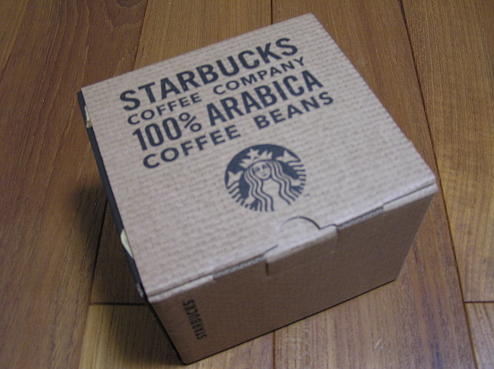 STARBUCKS
COFFEE COMPANY
100% ARABICA
COFFEE BEANS
STARBUCKS